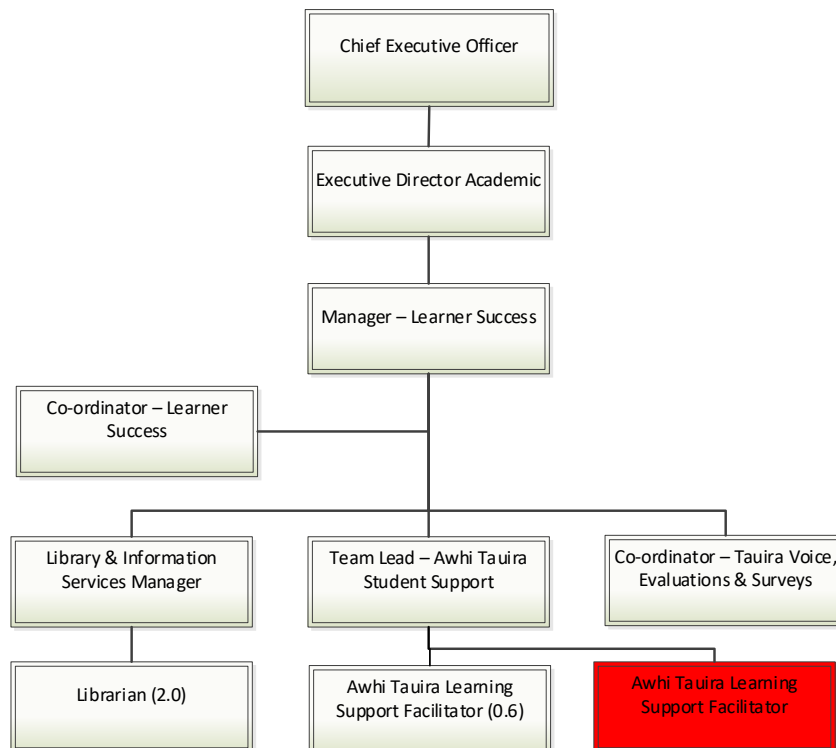 Chief Executive Officer
Executive Director Academic
Manager – Learner Success
Co-ordinator – Learner
Success
Library & Information
Services Manager
Team Lead – Awhi Tauira
Student Support
Co-ordinator – Tauira Voice,
Evaluations & Surveys
Librarian (2.0)
Awhi Tauira Learning
Support Facilitator (0.6)
Awhi Tauira Learning
Support Facilitator